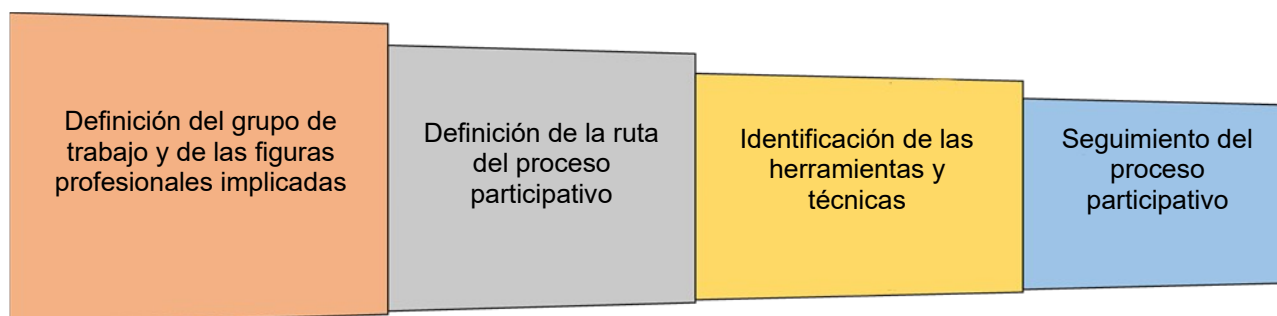 Definición del grupo de
trabajo y de las figuras
profesionales implicadas
Definición de la ruta
del proceso
participativo
Identificación de las
herramientas y
técnicas
Seguimiento del
proceso
participativo